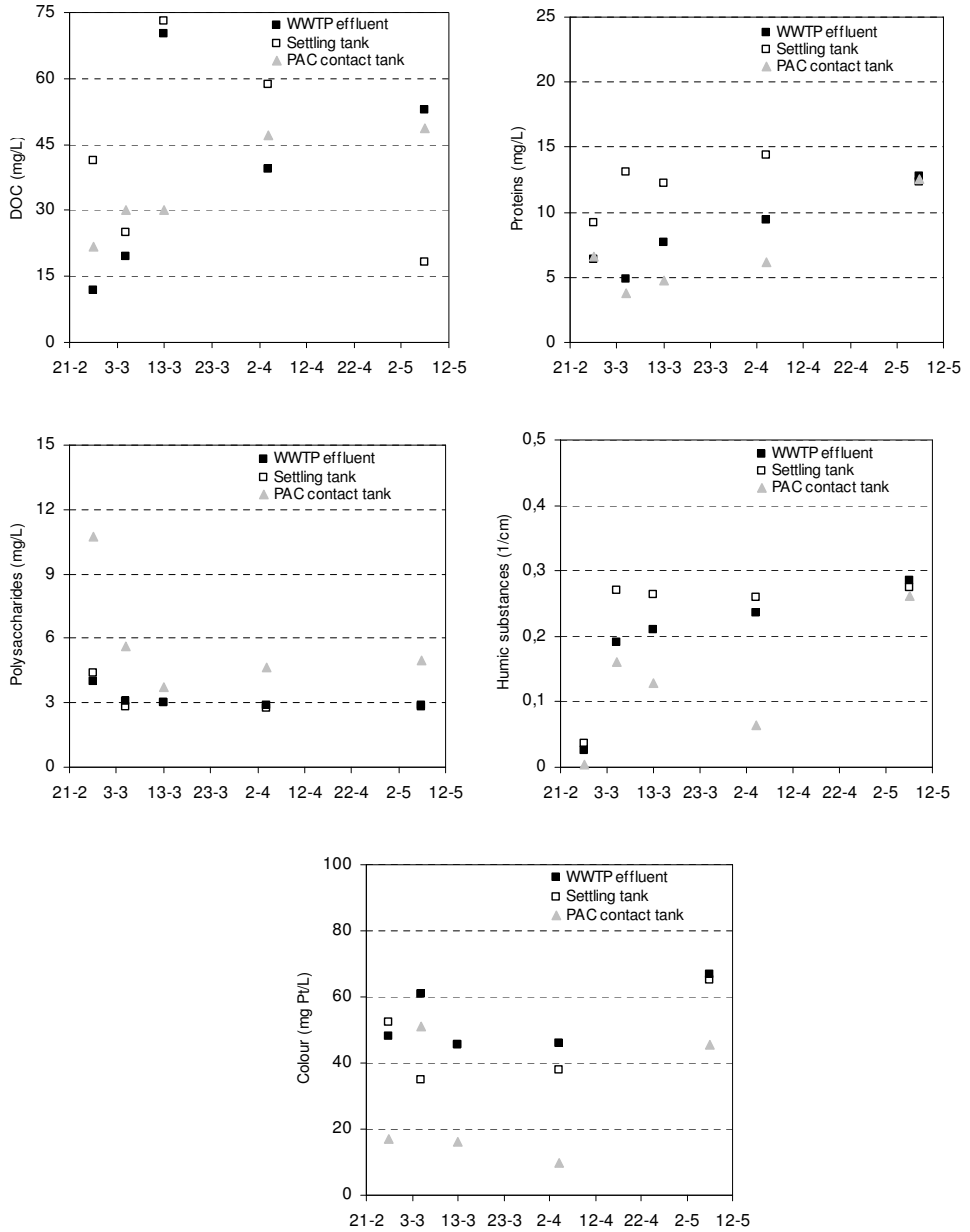 75
60
45
30
15
0
DOC (mg/L)
WWTP effluent
Settling tank
PAC contact tank
21-2 3-3 13-3 23-3 2-4 12-4 22-4 2-5 12-5
25
20
15
10
5
0
Proteins (mg/L)
WWTP effluent
Settling tank
PAC contact tank
21-2 3-3 13-3 23-3 2-4 12-4 22-4 2-5 12-5
15
12
9
6
3
0
Polysaccharides (mg/L)
WWTP effluent
Settling tank
PAC contact tank
21-2 3-3 13-3 23-3 2-4 12-4 22-4 2-5 12-5
0,5
0,4
0,3
0,2
0,1
0
Humic substances (1/cm)
WWTP effluent
Settling tank
PAC contact tank
21-2 3-3 13-3 23-3 2-4 12-4 22-4 2-5 12-5
100
80
60
40
20
0
Colour (mg Pt/L)
WWTP effluent
Settling tank
PAC contact tank
21-2 3-3 13-3 23-3 2-4 12-4 22-4 2-5 12-5